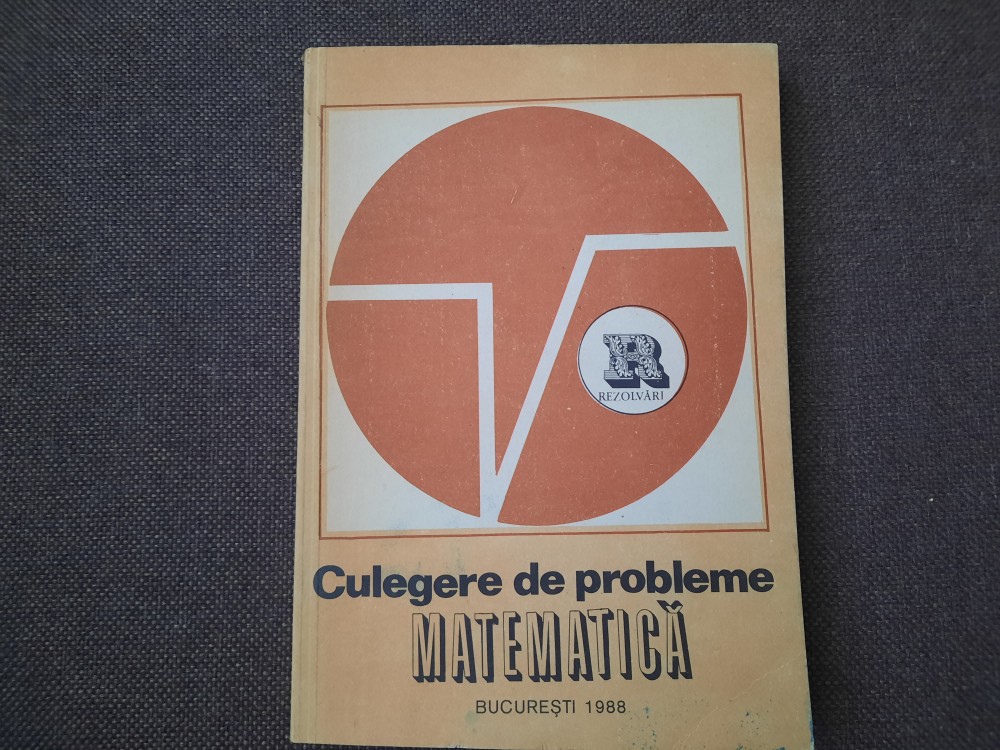 R
REZOLVĂRI
Culegere de probleme
MATEMATICĂ
BUCUREȘTI 1988